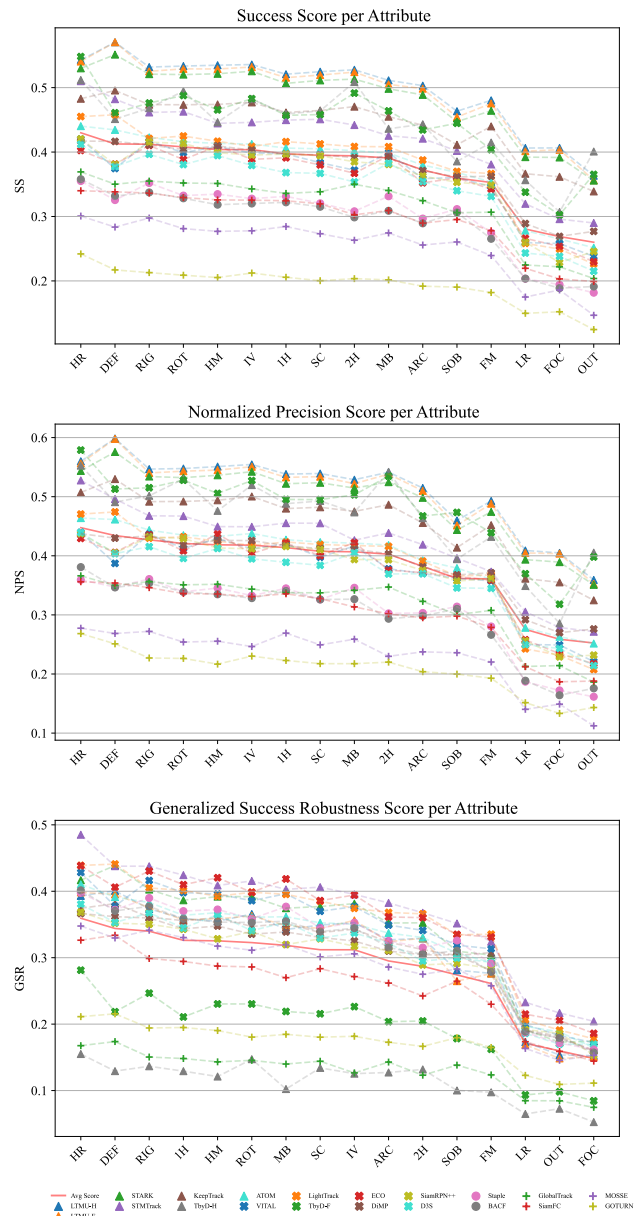 Success Score per Attribute
SS
0.5
0.4
0.3
0.2
HR DEF RIG ROT HM IV 1H SC 2H MB ARC SOB FM LR FOC OUT
Normalized Precision Score per Attribute
NPS
0.6
0.5
0.4
0.3
0.2
0.1
HR DEF RIG ROT HM IV 1H SC MB 2H ARC SOB FM LR FOC OUT
Generalized Success Robustness Score per Attribute
GSR
0.5
0.4
0.3
0.2
0.1
HR DEF RIG 1H HM ROT MB SC IV ARC 2H SOB FM LR OUT FOC
Avg Score STARK KeepTrack ATOM LightTrack ECO SiamRPN++ Staple GlobalTrack MOSSE
LTMU-H STMTrack TbyD-H VITAL TbyD-F DiMP D3S BACF SiamFC GOTURN